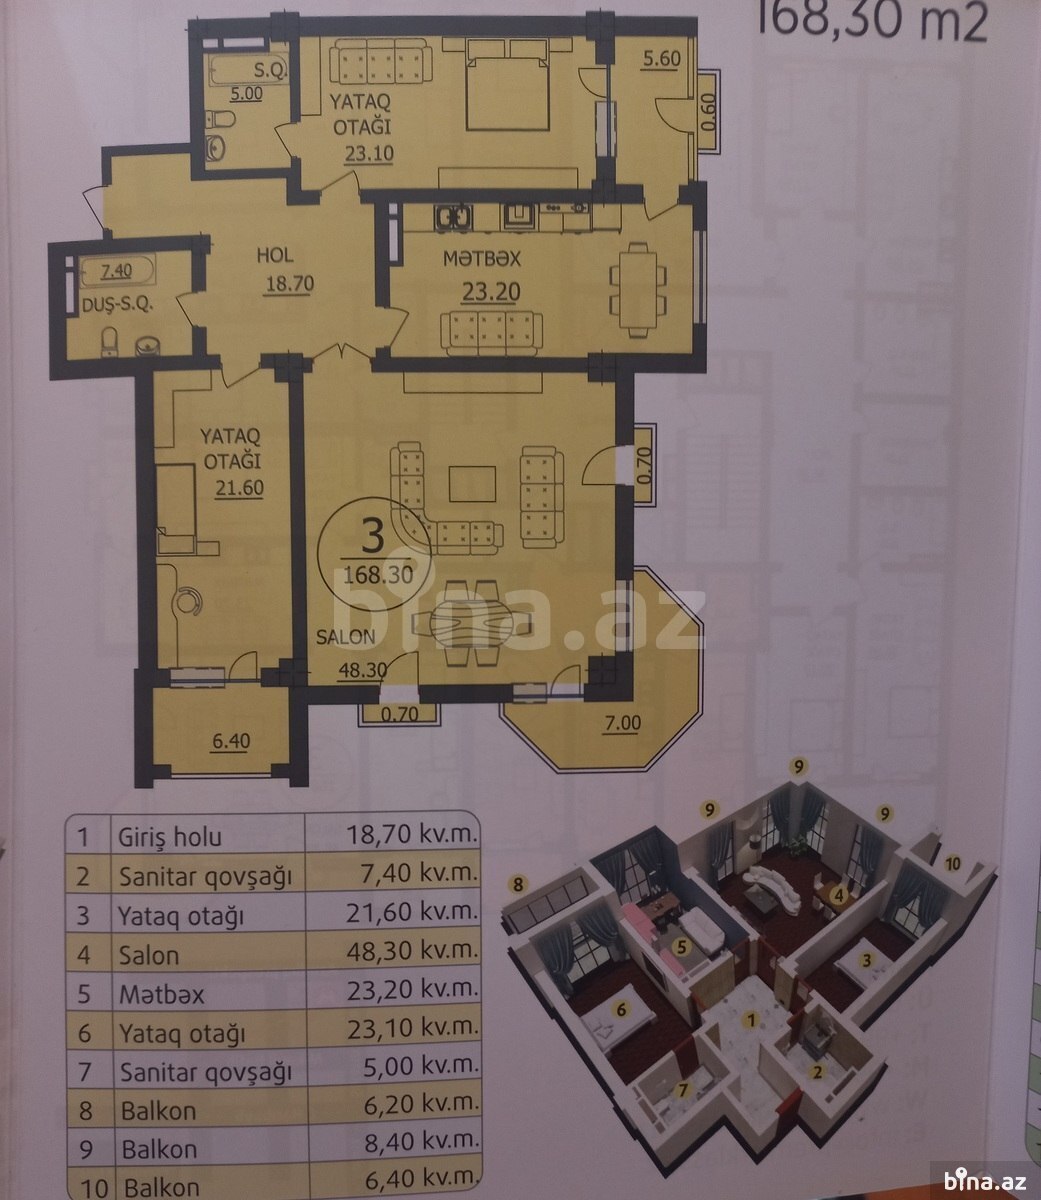 168,30 m2
S.Q.
5.00
YATAQ
OTAĞI
23.10
5.60
0.60
HOL
18.70
MƏTBƏX
23.20
7.40
DUŞ-S.Q.
YATAQ
OTAĞI
21.60
3
168.30
SALON
48.30
0.70
0.70
7.00
6.40
bina.az
1 Giriş holu 18,70 kv.m.
2 Sanitar qovşağı 7,40 kv.m.
3 Yataq otağı 21,60 kv.m.
4 Salon 48,30 kv.m.
5 Mətbəx 23,20 kv.m.
6 Yataq otağı 23,10 kv.m.
7 Sanitar qovşağı 5,00 kv.m.
8 Balkon 6,20 kv.m.
9 Balkon 8,40 kv.m.
10 Balkon 6,40 kv.m.
9
9
9
10
8
4
5
3
6
1
2
7
bina.az